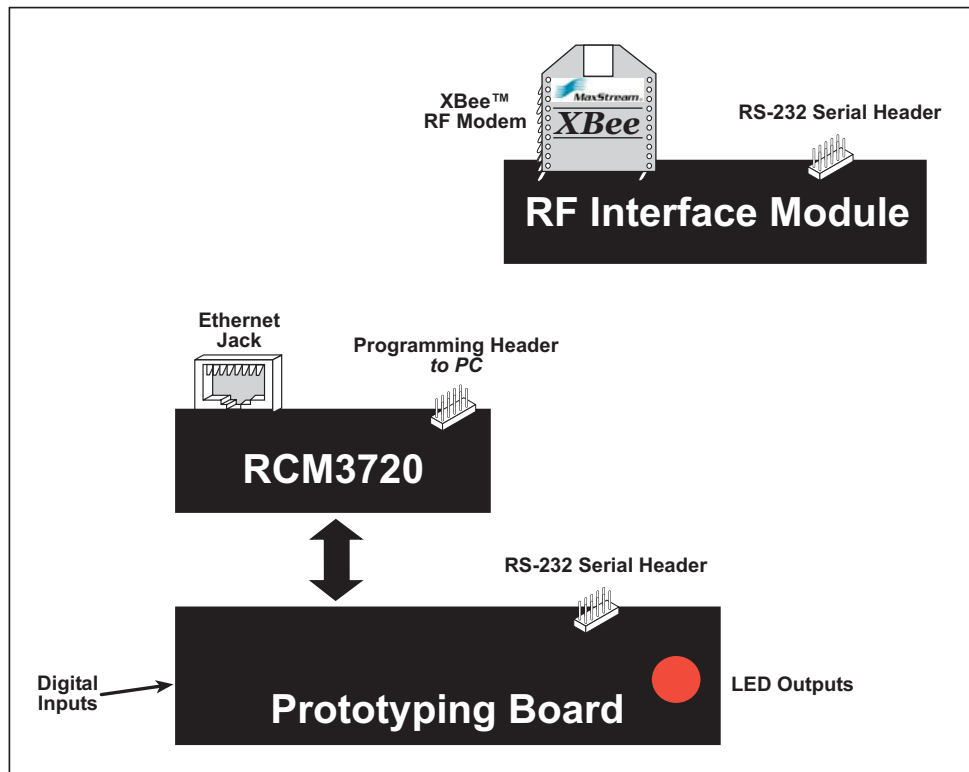 XBee™
RF Modem
MaxStream
XBee
RS-232 Serial Header
RF Interface Module
Ethernet
Jack
Programming Header
to PC
RCM3720
RS-232 Serial Header
Digital
Inputs
LED Outputs
Prototyping Board